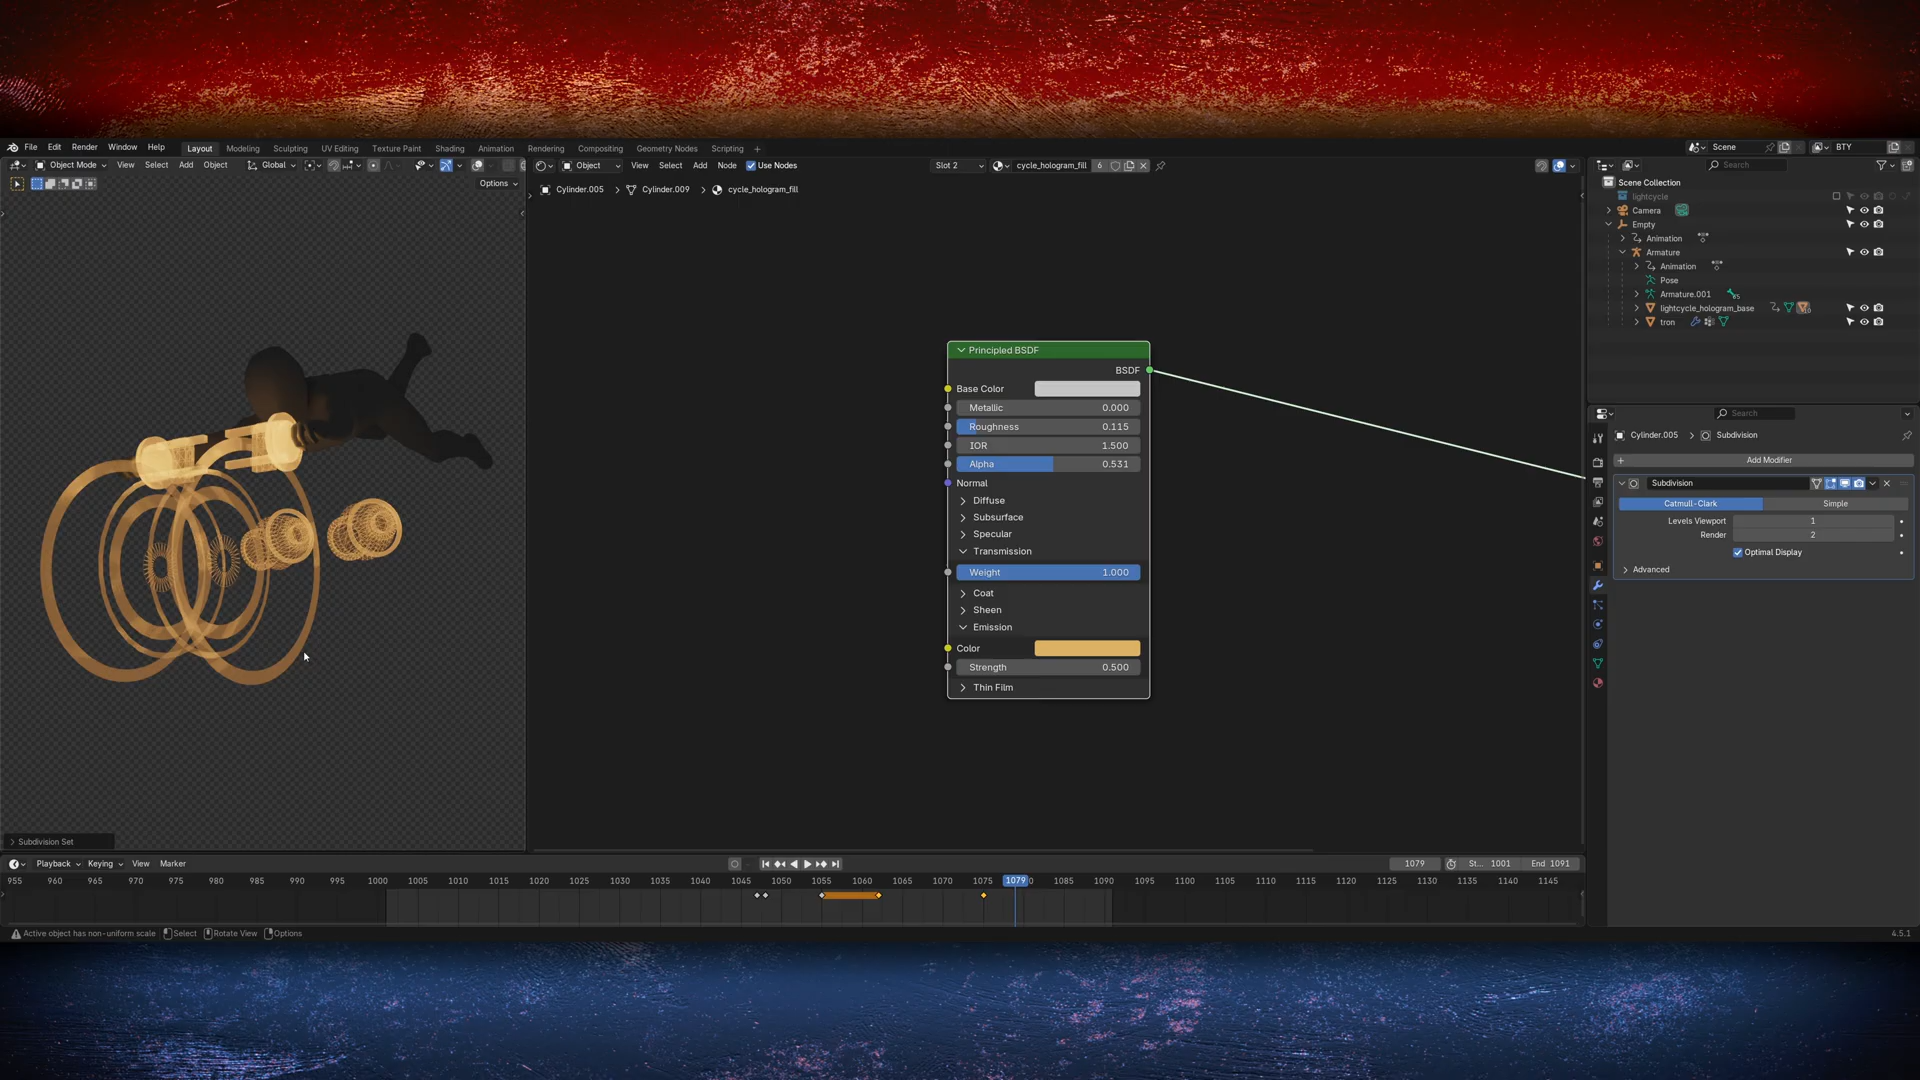 File Edit Render Window Help Layout Modeling Sculpting UV Editing Texture Paint Shading Animation Rendering Compositing Geometry Nodes Scripting + Scene BTY
Object Mode View Select Add Object Global Object View Select Add Node Use Nodes Slot 2 cycle_hologram_fill 6 Search
Options
Cylinder.005 > Cylinder.009 > cycle_hologram_fill
Scene Collection
lightcycle
Camera
Empty
Animation
Armature
Animation
Pose
Armature.001
lightcycle_hologram_base
tron
Principled BSDF
BSDF
Base Color
Metallic 0.000
Roughness 0.115
IOR 1.500
Alpha 0.531
Normal
Diffuse
Subsurface
Specular
Transmission
Weight 1.000
Coat
Sheen
Emission
Color
Strength 0.500
Thin Film
Search
Cylinder.005 > Subdivision
+ Add Modifier
Subdivision
Catmull-Clark Simple
Levels Viewport 1
Render 2
Optimal Display
Advanced
Subdivision Set
Playback Keying View Marker 1079 St... 1001 End 1091
955 960 965 970 975 980 985 990 995 1000 1005 1010 1015 1020 1025 1030 1035 1040 1045 1050 1055 1060 1065 1070 1075 1079 1085 1090 1095 1100 1105 1110 1115 1120 1125 1130 1135 1140 1145
Active object has non-uniform scale Select Rotate View Options 4.5.1